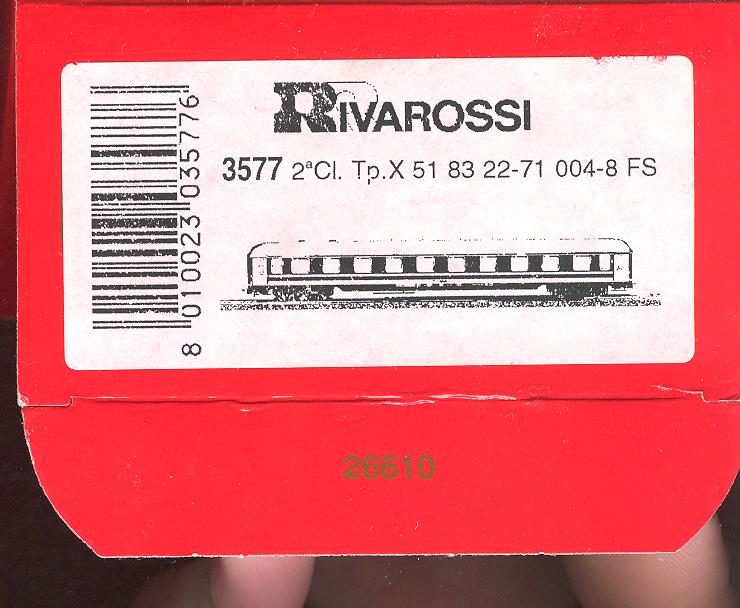 RIVAROSSI
3577 2ªCl. Tp.X 51 83 22-71 004-8 FS
8 010023 035776
26610